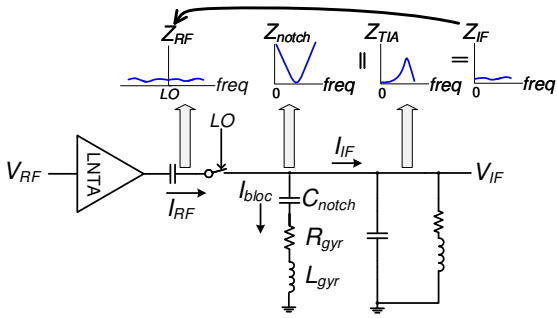 Z_RF Z_notch Z_TIA Z_IF
|| =
freq freq freq freq
LO 0 0 0
LO
V_RF LNTA I_RF I_bloc I_IF V_IF
C_notch
R_gyr
L_gyr